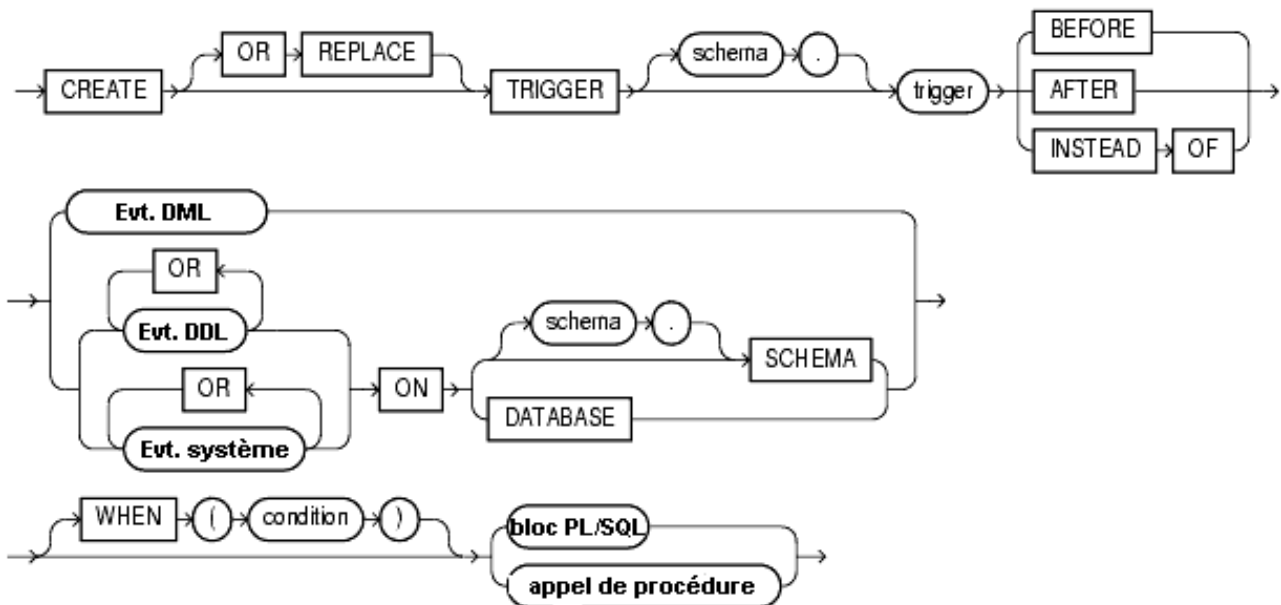 BEFORE
OR REPLACE schema .
CREATE TRIGGER trigger AFTER
INSTEAD OF
Evt. DML
OR
schema .
Evt. DDL
SCHEMA
OR ON
DATABASE
Evt. système
WHEN ( condition ) bloc PL/SQL
appel de procédure